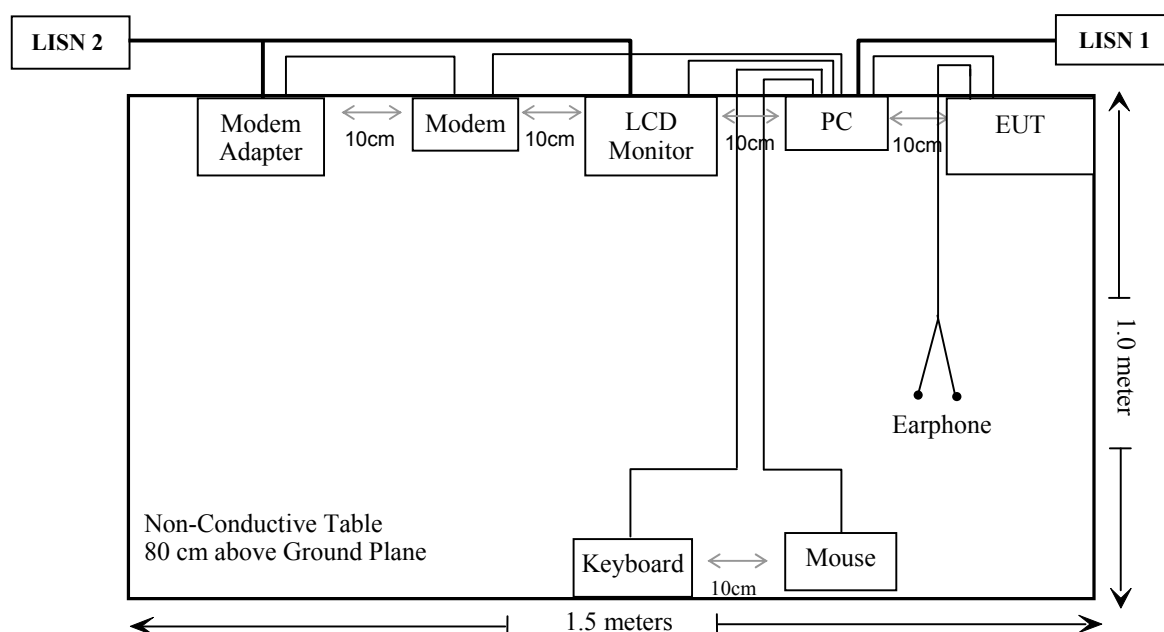 LISN 2
LISN 1
Modem
Adapter
10cm
Modem
10cm
LCD
Monitor
10cm
PC
10cm
EUT
1.0 meter
Earphone
Non-Conductive Table
80 cm above Ground Plane
Keyboard
10cm
Mouse
1.5 meters